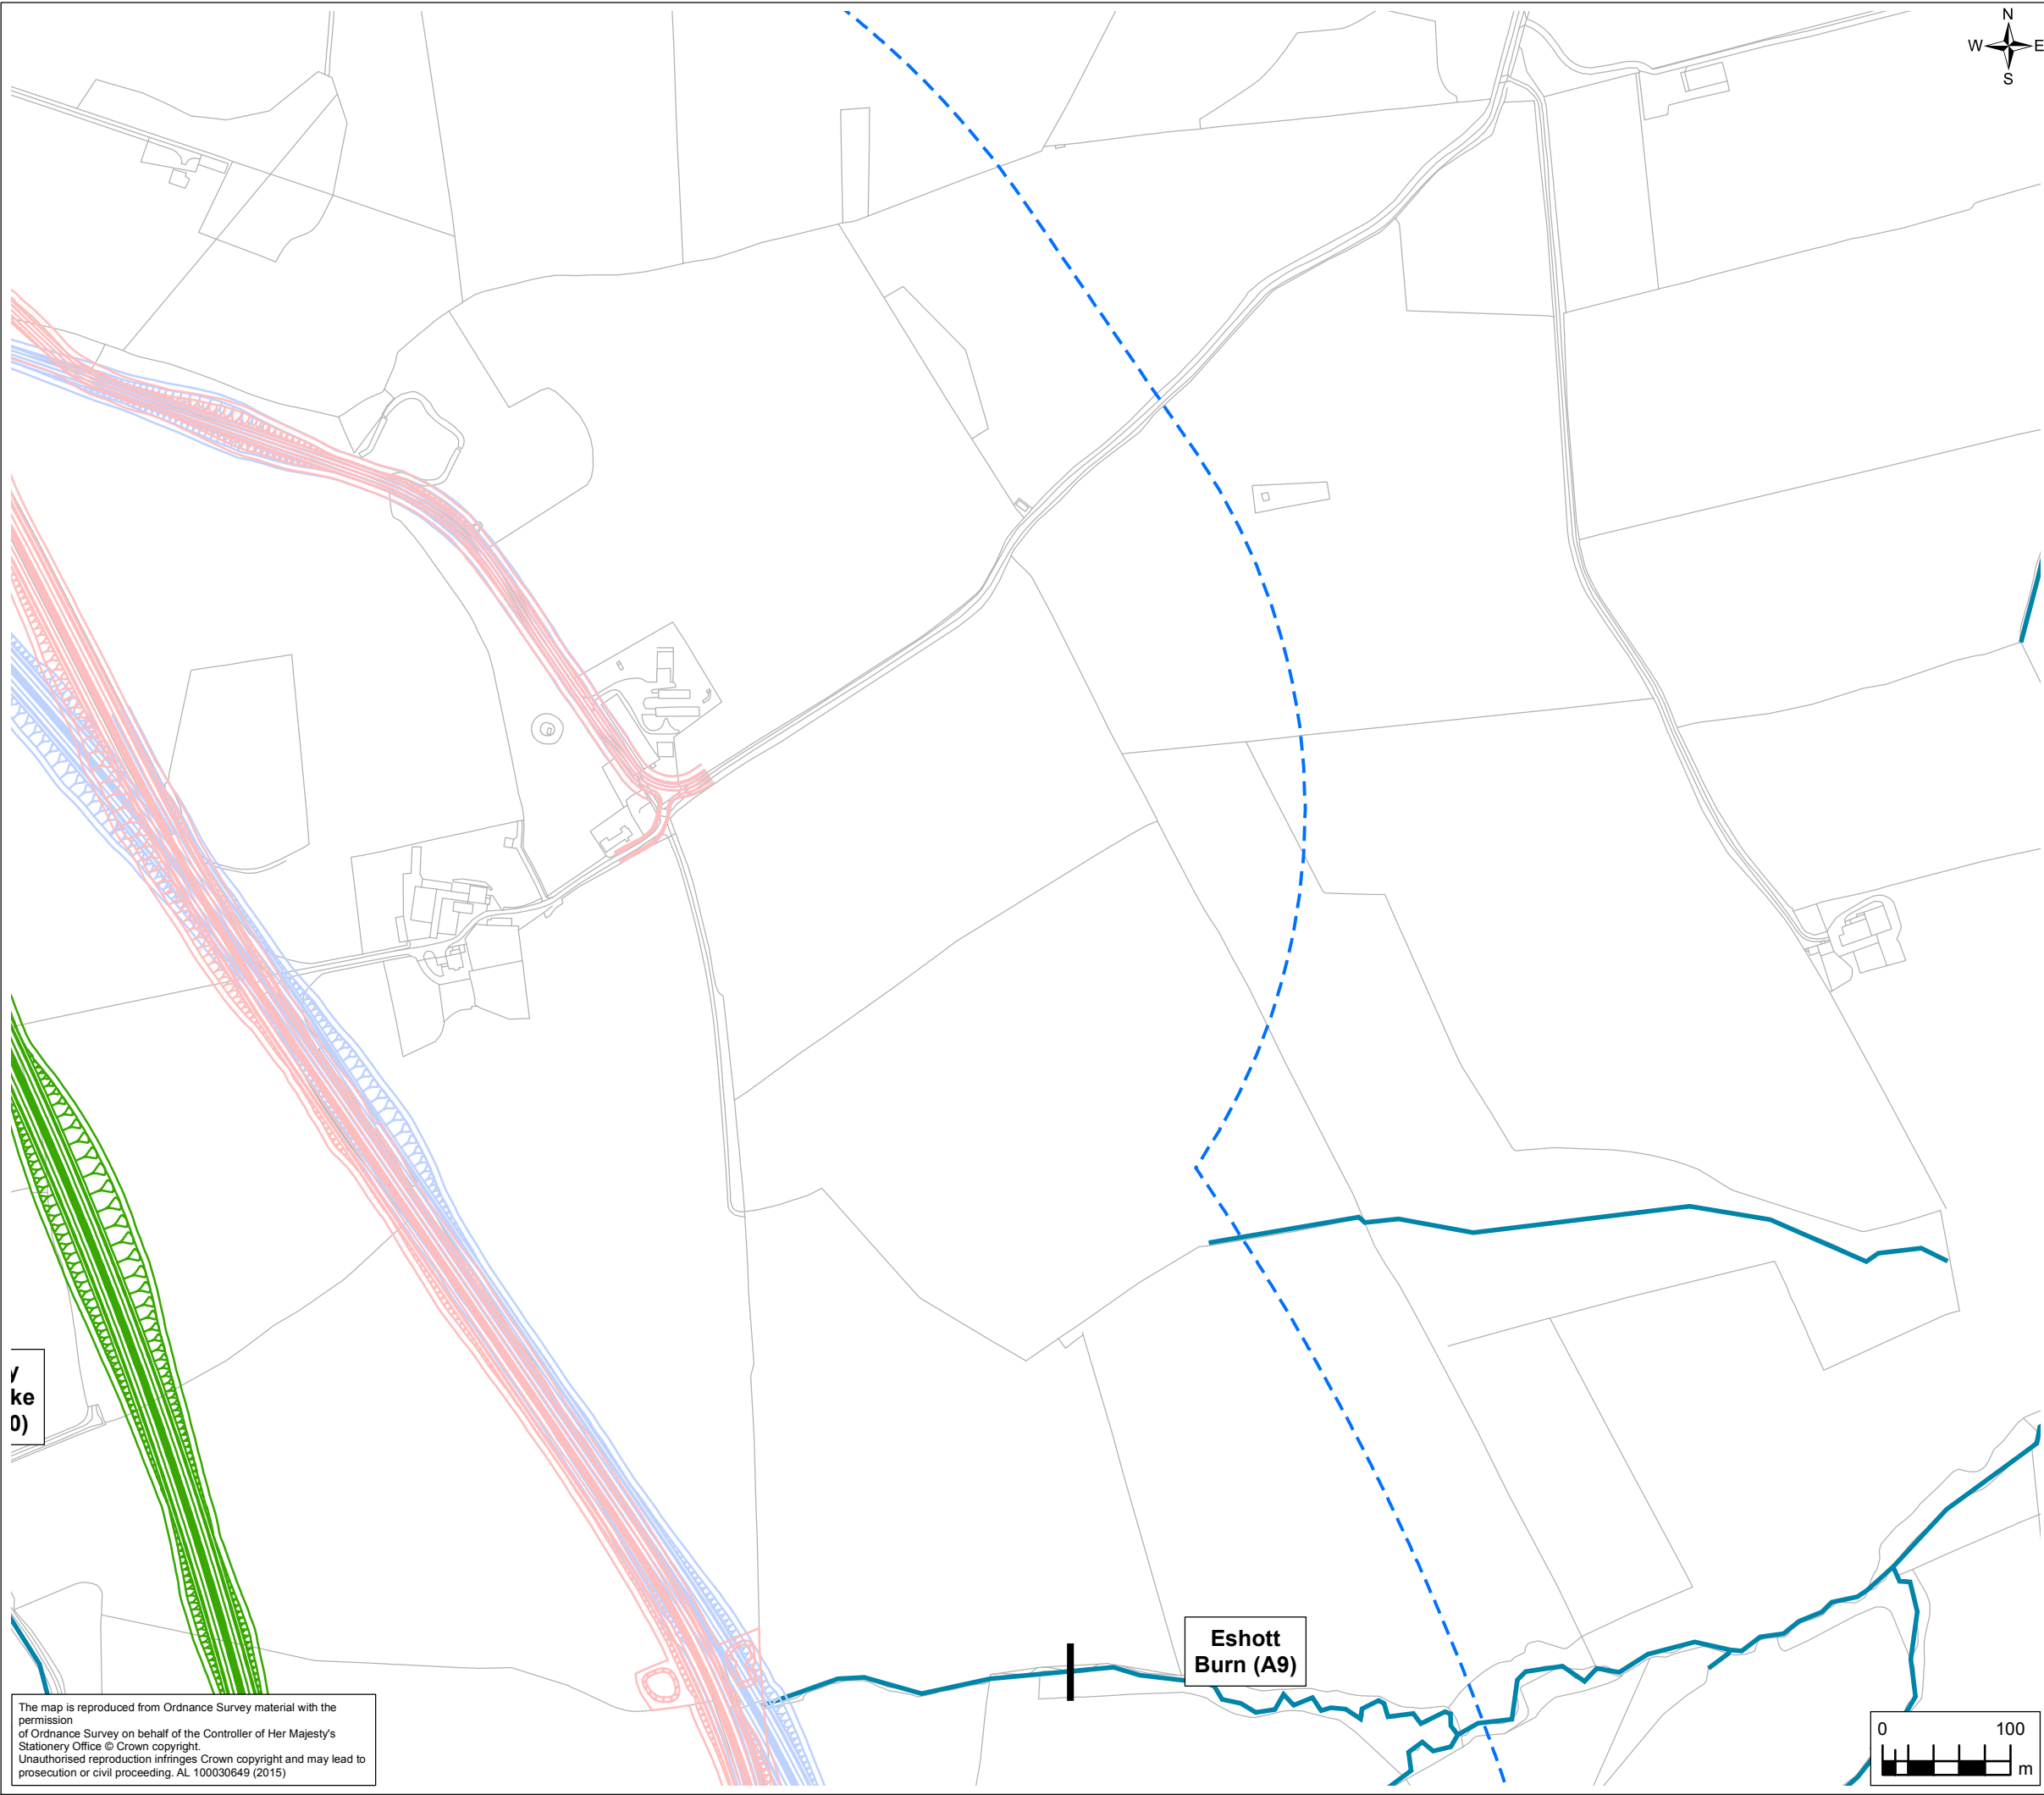 N
W E
S
y
ke
0)
Eshott
Burn (A9)
The map is reproduced from Ordnance Survey material with the
permission
of Ordnance Survey on behalf of the Controller of Her Majesty's
Stationery Office © Crown copyright.
Unauthorised reproduction infringes Crown copyright and may lead to
prosecution or civil proceeding. AL 100030649 (2015)
0 100
m